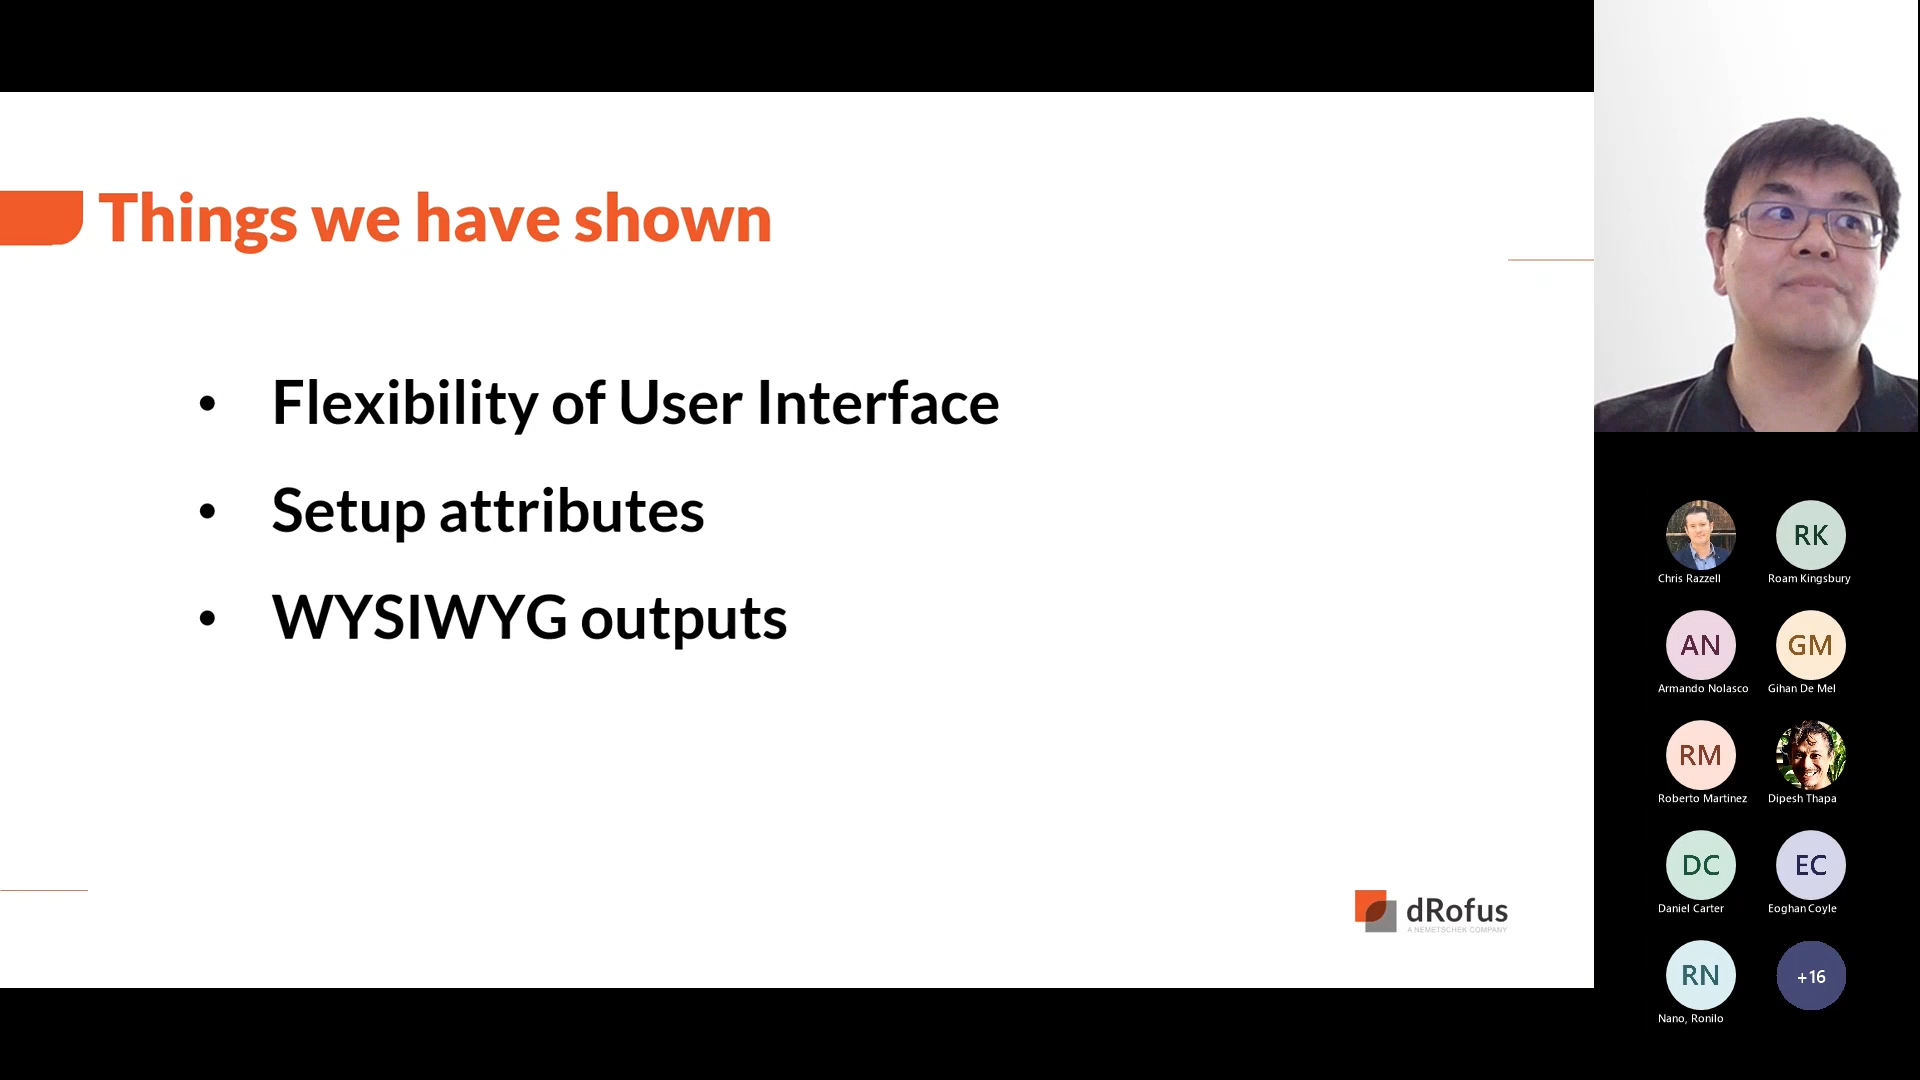 Things we have shown
• Flexibility of User Interface
• Setup attributes
• WYSIWYG outputs
dRofus
A NEMETSCHEK COMPANY
Chris Razzell
RK
Roam Kingsbury
AN
Armando Nolasco
GM
Gihan De Mel
RM
Roberto Martinez
Dipesh Thapa
DC
Daniel Carter
EC
Eoghan Coyle
RN
Nano, Ronilo
+16